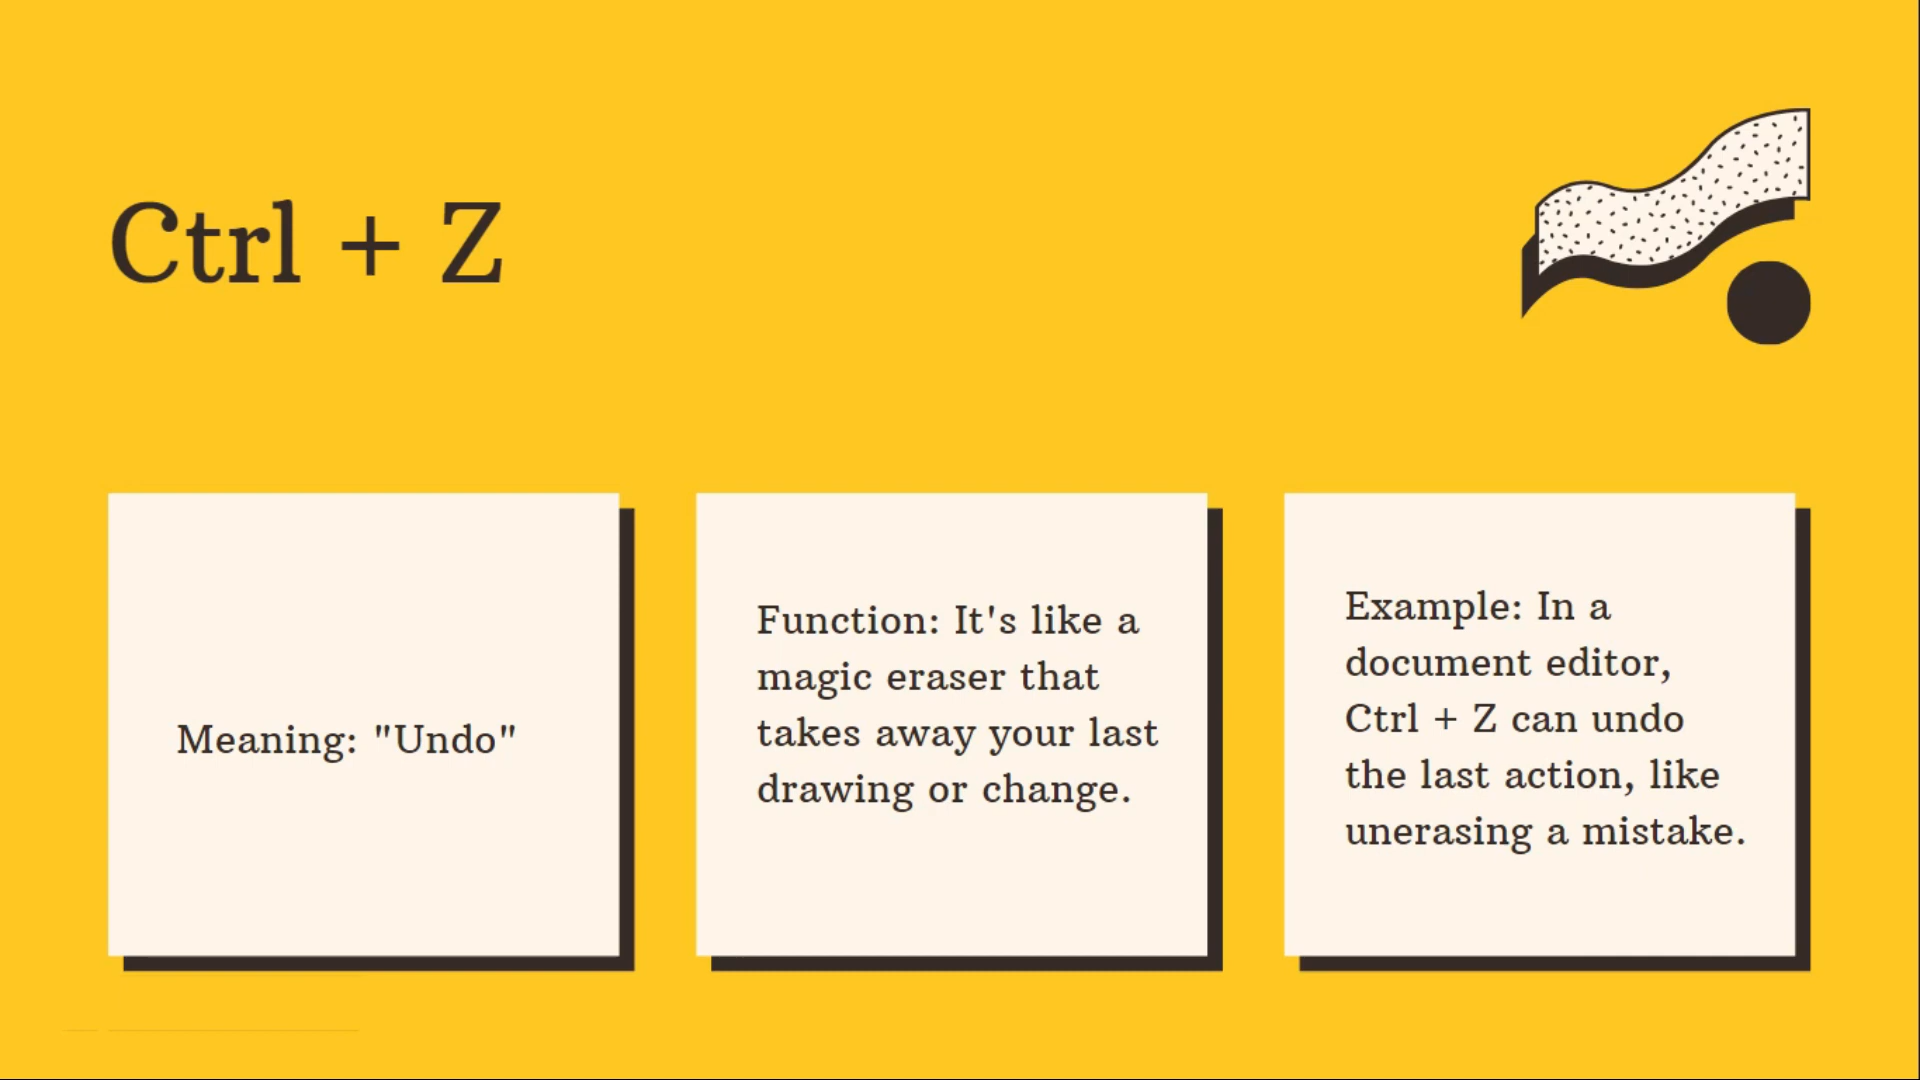 Ctrl + Z
Meaning: "Undo"
Function: It's like a
magic eraser that
takes away your last
drawing or change.
Example: In a
document editor,
Ctrl + Z can undo
the last action, like
unerasing a mistake.